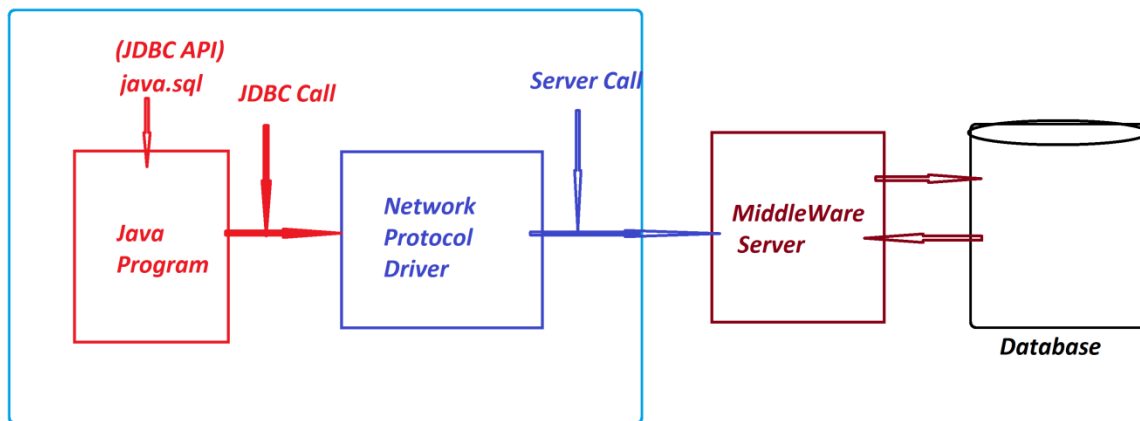 (JDBC API)
java.sql
JDBC Call
Server Call
Java
Program
Network
Protocol
Driver
MiddleWare
Server
Database